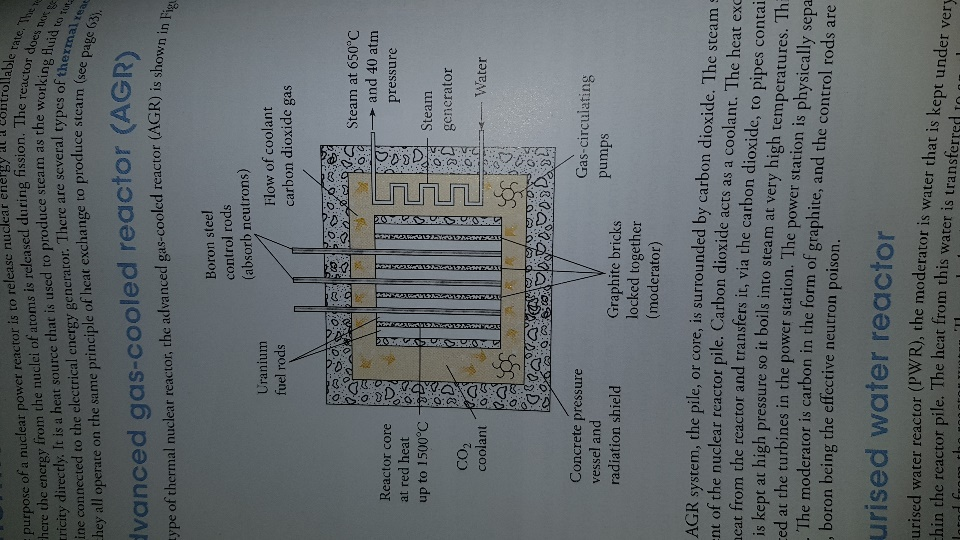 purpose of a nuclear power reactor is to release nuclear energy at a controllable rate. The
here the energy from the nuclei of atoms is released during fission. The reactor does not
tricity directly. It is a heat source that is used to produce steam as the working fluid to
ine connected to the electrical energy generator. There are several types of thermal
hey all operate on the same principle of heat exchange to produce steam (see page 63).
dvanced gas-cooled reactor (AGR)
type of thermal nuclear reactor, the advanced gas-cooled reactor (AGR) is shown in
Boron steel
control rods
(absorb neutrons)
Flow of coolant
carbon dioxide gas
Uranium
fuel rods
Steam at 650°C
and 40 atm
pressure
Steam
generator
Water
Reactor core
at red heat
up to 1500°C
CO2
coolant
Concrete pressure
vessel and
radiation shield
Graphite bricks
locked together
(moderator)
Gas-circulating
pumps
AGR system, the pile, or core, is surrounded by carbon dioxide. The steam
ent of the nuclear reactor pile. Carbon dioxide acts as a coolant. The heat
heat from the reactor and transfers it, via the carbon dioxide, to pipes
is kept at high pressure so it boils into steam at very high temperatures.
ed at the turbines in the power station. The power station is physically
. The moderator is carbon in the form of graphite, and the control rods are
, boron being the effective neutron poison.
urised water reactor
urised water reactor (PWR), the moderator is water that is kept under very
hin the reactor pile. The heat from this water is transferred to